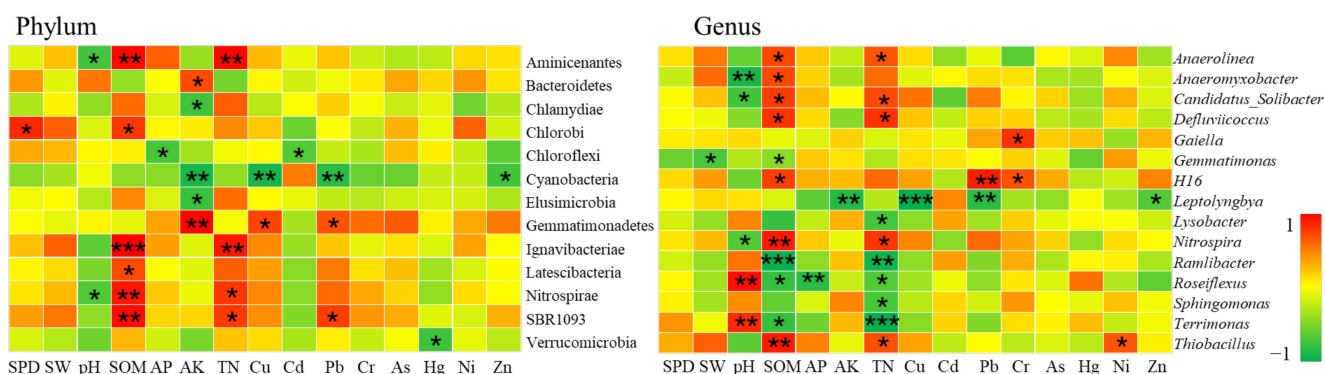 Phylum
Aminicenantes
Bacteroidetes
Chlamydiae
Chlorobi
Chloroflexi
Cyanobacteria
Elusimicrobia
Gemmatimonadetes
Ignavibacteriae
Latescibacteria
Nitrospirae
SBR1093
Verrucomicrobia
SPD SW pH SOM AP AK TN Cu Cd Pb Cr As Hg Ni Zn
Genus
Anaerolinea
Anaeromyxobacter
Candidatus_Solibacter
Defluviicoccus
Gaiella
Gemmatimonas
H16
Leptolyngbya
Lysobacter
Nitrospira
Ramlibacter
Roseiflexus
Sphingomonas
Terrimonas
Thiobacillus
SPD SW pH SOM AP AK TN Cu Cd Pb Cr As Hg Ni Zn
1
−1